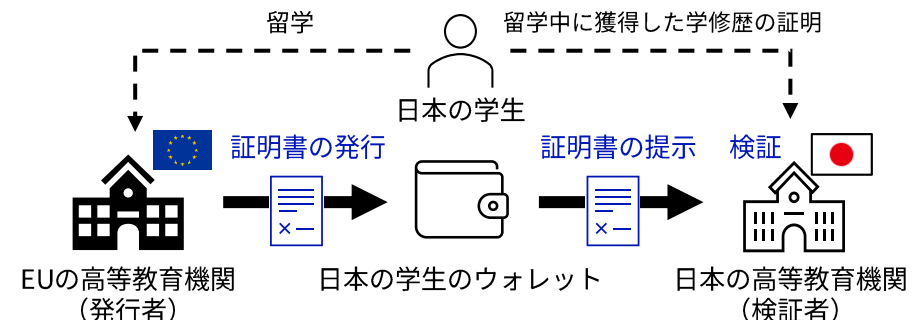 留学
留学中に獲得した学修歴の証明
日本の学生
証明書の発行
証明書の提示
検証
EUの高等教育機関
（発行者）
日本の学生のウォレット
日本の高等教育機関
（検証者）